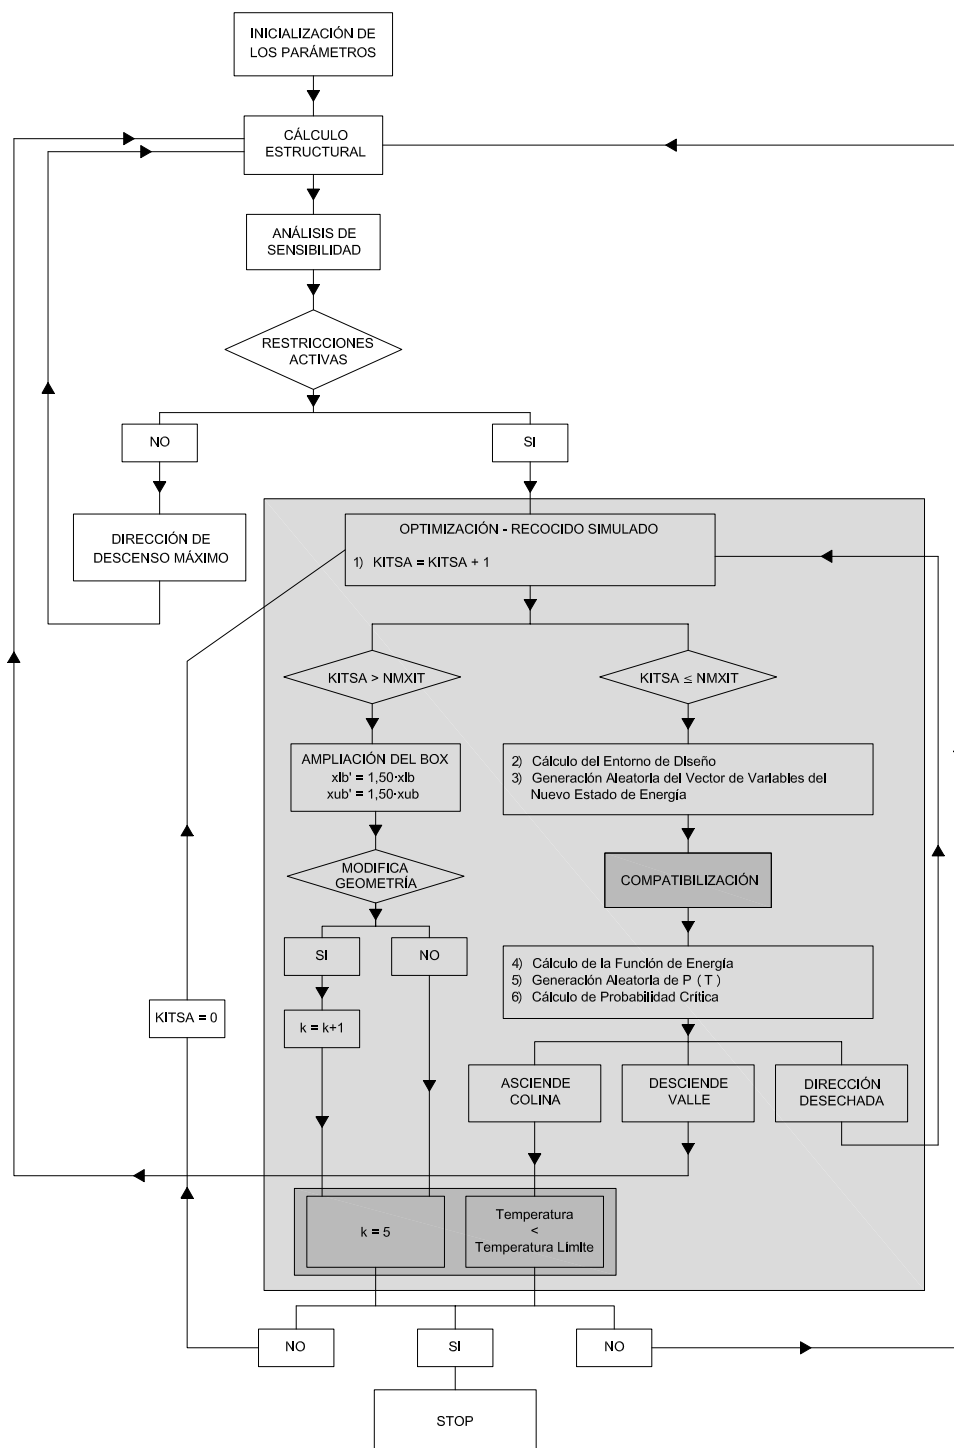 INICIALIZACIÓN DE
LOS PARÁMETROS
CÁLCULO
ESTRUCTURAL
ANÁLISIS DE
SENSIBILIDAD
RESTRICCIONES
ACTIVAS
NO
SI
DIRECCIÓN DE
DESCENSO MÁXIMO
OPTIMIZACIÓN - RECOCIDO SIMULADO
1) KITSA = KITSA + 1
KITSA > NMXIT
KITSA ≤ NMXIT
AMPLIACIÓN DEL BOX
xlb' = 1,50·xlb
xub' = 1,50·xub
2) Cálculo del Entorno de DIseño
3) Generación Aleatoria del Vector de Variables del
Nuevo Estado de Energía
MODIFICA
GEOMETRÍA
COMPATIBILIZACIÓN
SI
NO
4) Cálculo de la Función de Energía
5) Generación Aleatoria de P ( T )
6) Cálculo de Probabilidad Crítica
KITSA = 0
k = k+1
ASCIENDE
COLINA
DESCIENDE
VALLE
DIRECCIÓN
DESECHADA
k = 5
Temperatura
<
Temperatura Límite
NO
SI
NO
STOP